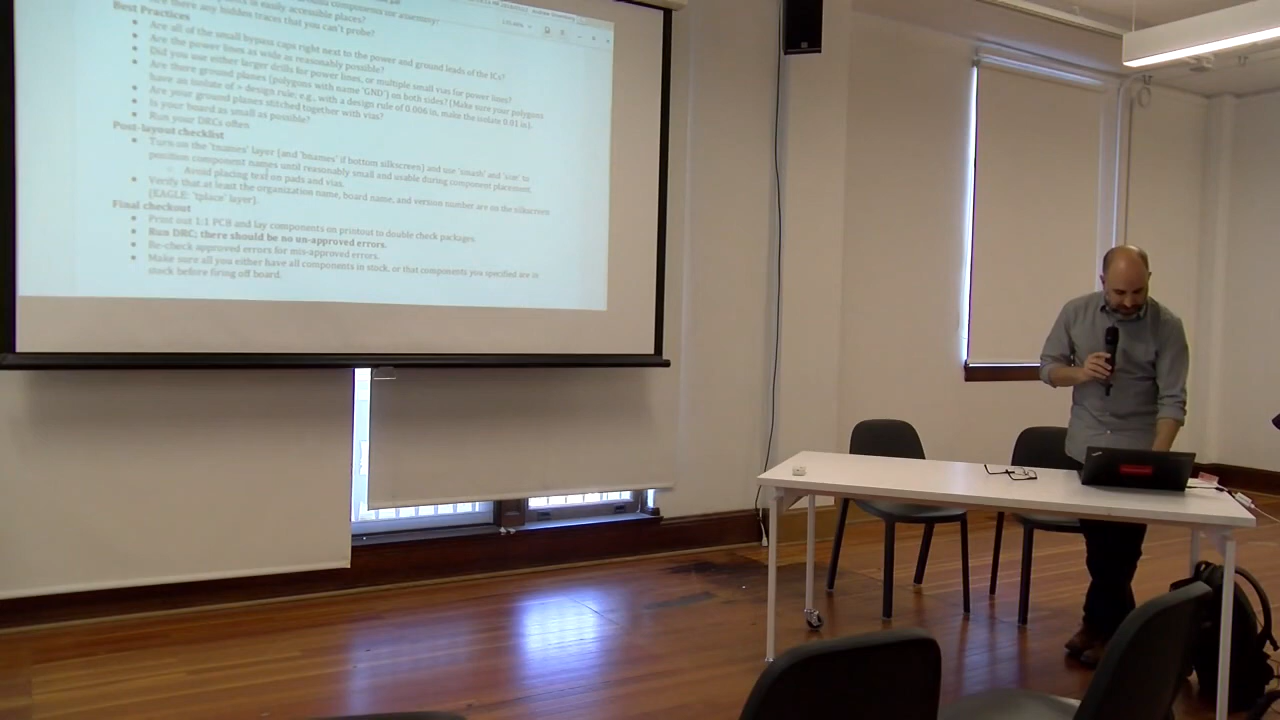 in easily accessible places?
Are there any hidden traces that you can't probe?
Best Practices
Are all of the small bypass caps right next to the power and ground leads of the ICs?
Are the power lines as wide as reasonably possible?
Did you use either larger drills for power lines, or multiple small vias for power lines?
Are there ground planes (polygons with name 'GND') on both sides? (Make sure your polygons
have an isolate of > design rule; e.g., with a design rule of 0.006 in, make the isolate 0.01 in).
Are your ground planes stitched together with vias?
Is your board as small as possible?
Run your DRCs often
Post-layout checklist
Turn on the 'tnames' layer (and 'bnames' if bottom silkscreen) and use 'smash' and 'size' to
position component names until reasonably small and usable during component placement.
Avoid placing text on pads and vias.
Verify that at least the organization name, board name, and version number are on the silkscreen
(EAGLE: 'tplace' layer).
Final checkout
Print out 1:1 PCB and lay components on printout to double check packages.
Run DRC; there should be no un-approved errors.
Re-check approved errors for mis-approved errors.
Make sure all you either have all components in stock, or that components you specified are in
stock before firing off board.